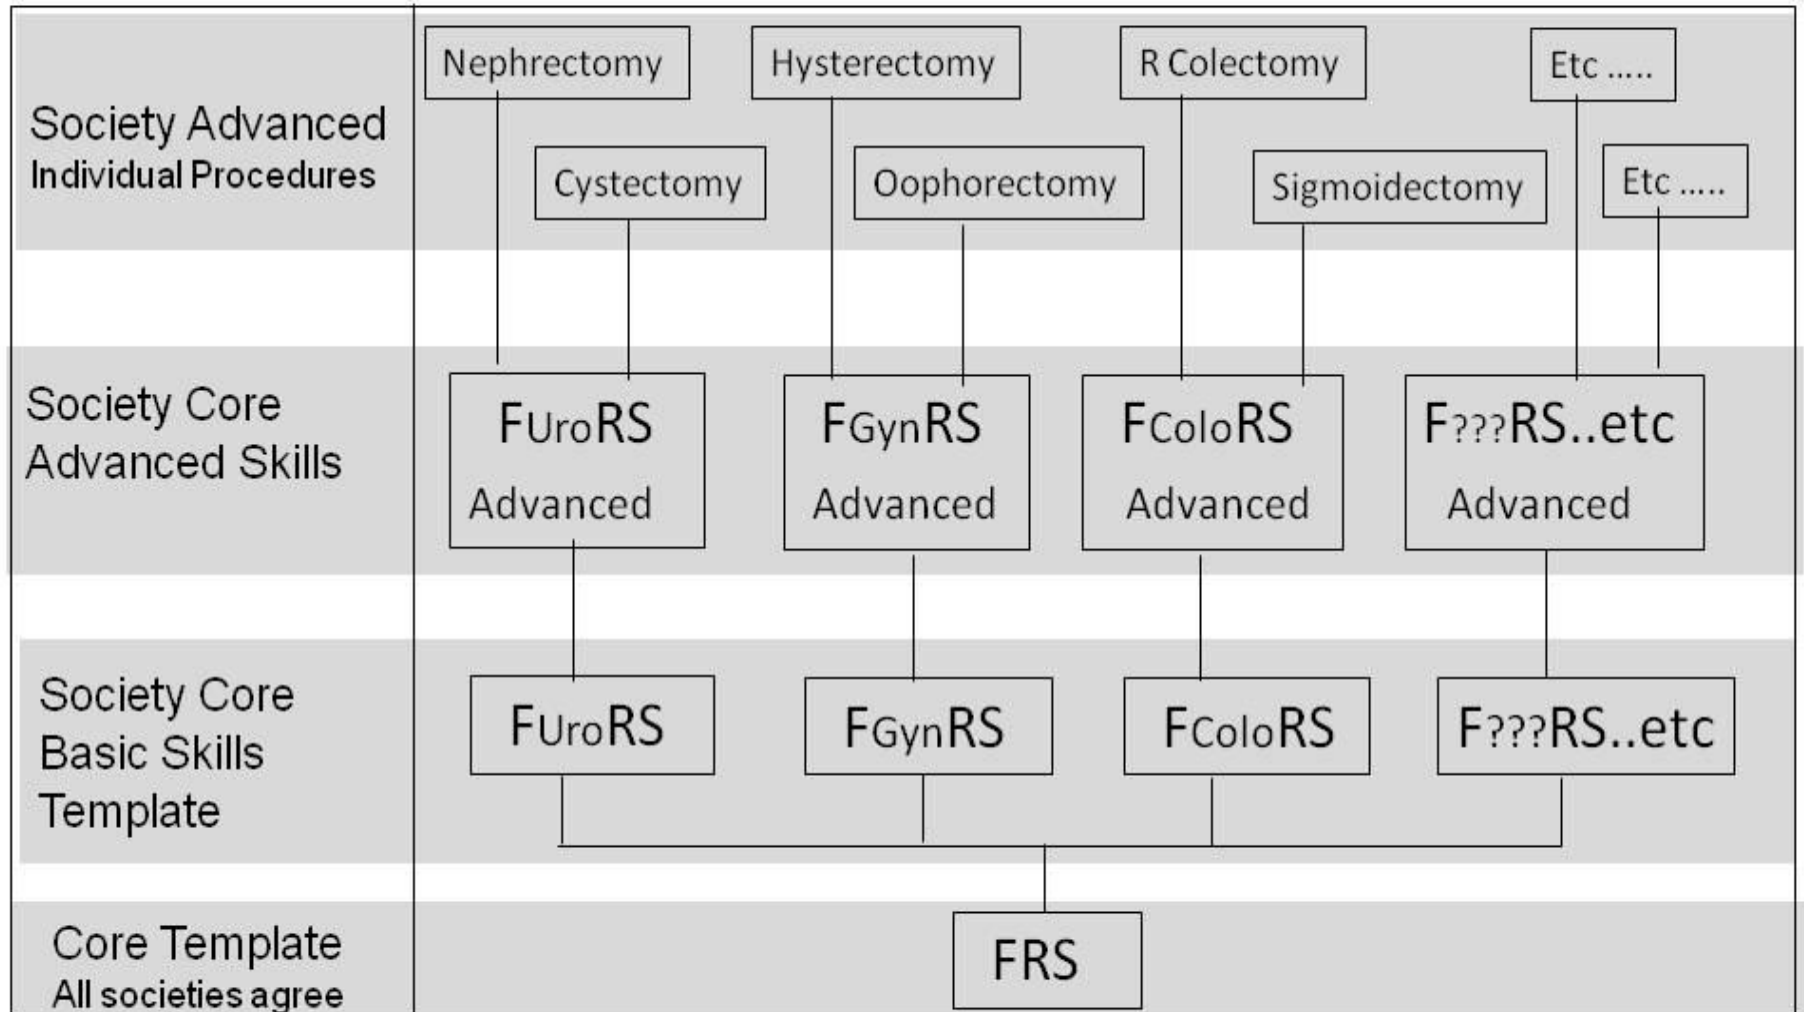 Nephrectomy
Hysterectomy
R Colectomy
Etc .....
Society Advanced
Individual Procedures
Cystectomy
Oophorectomy
Sigmoidectomy
Etc .....
Society Core
Advanced Skills
FUroRS
Advanced
FGynRS
Advanced
FColoRS
Advanced
F???RS..etc
Advanced
Society Core
Basic Skills
Template
FUroRS
FGynRS
FColoRS
F???RS..etc
Core Template
All societies agree
FRS